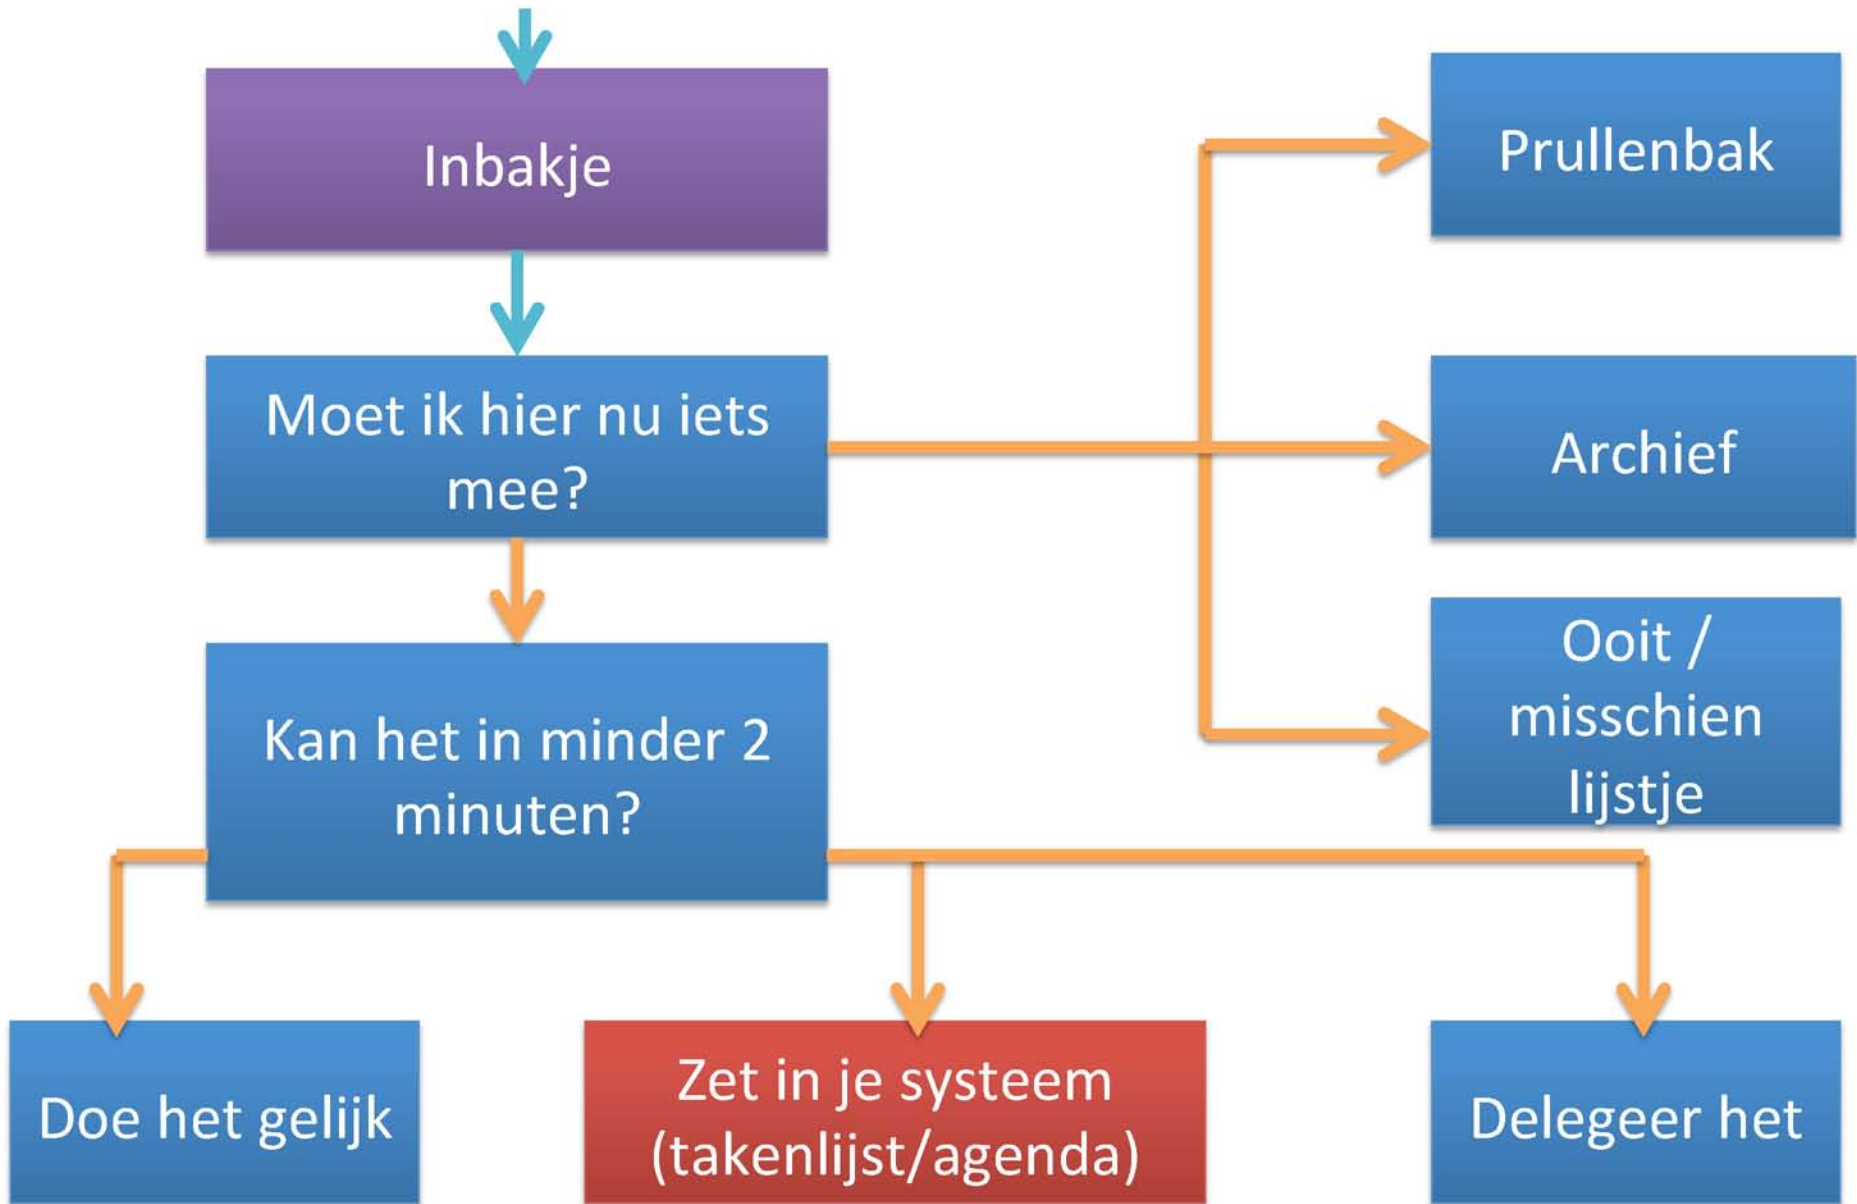 Inbakje
Prullenbak
Moet ik hier nu iets
mee?
Archief
Ooit /
misschien
lijstje
Kan het in minder 2
minuten?
Doe het gelijk
Zet in je systeem
(takenlijst/agenda)
Delegeer het